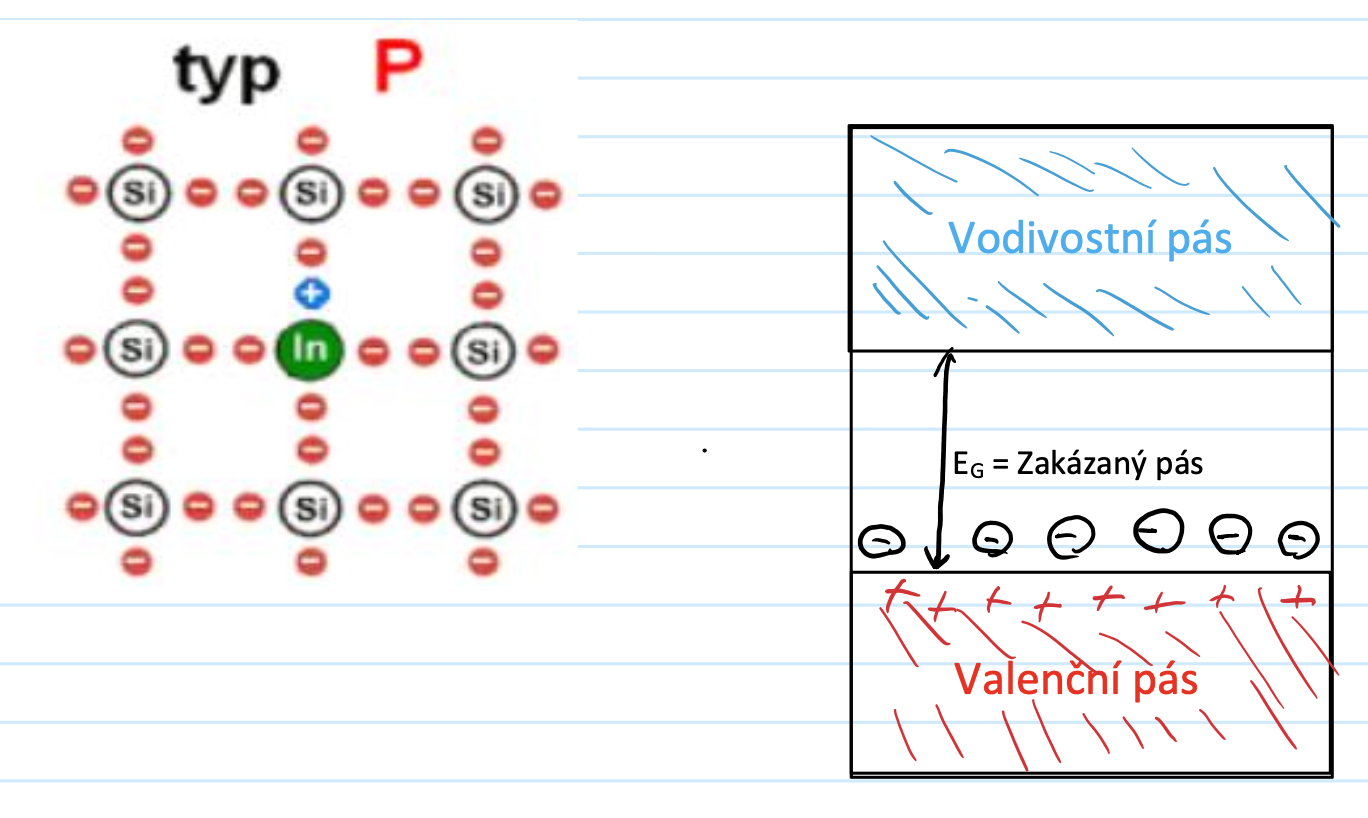 typ P
Si Si Si
Si In Si
Si Si Si
Vodivostní pás
E_G = Zakázaný pás
Valenční pás